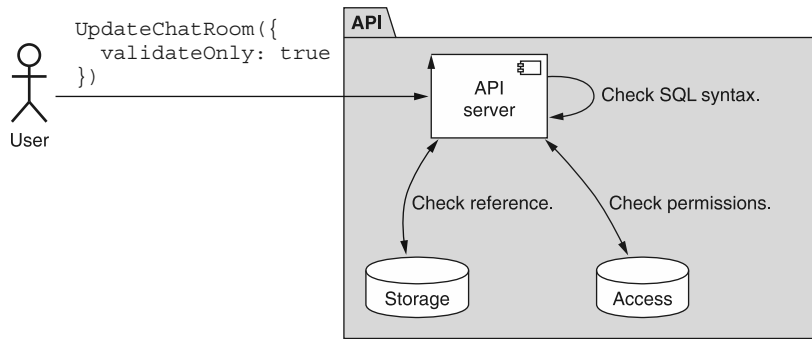 UpdateChatRoom({
  validateOnly: true
})
User
API
API
server
Check SQL syntax.
Check reference.
Check permissions.
Storage
Access